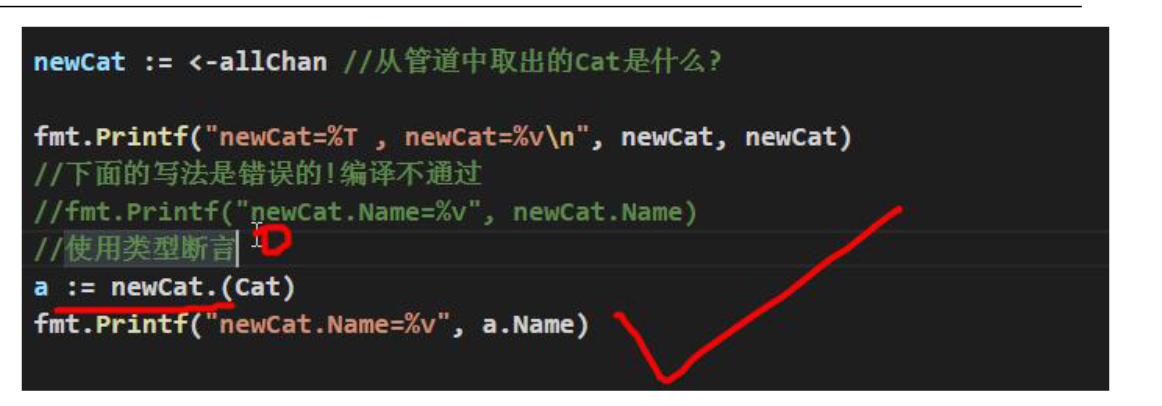 newCat := <-allChan //从管道中取出的Cat是什么?
fmt.Printf("newCat=%T , newCat=%v\n", newCat, newCat)
//下面的写法是错误的!编译不通过
//fmt.Printf("newCat.Name=%v", newCat.Name)
//使用类型断言
a := newCat.(Cat)
fmt.Printf("newCat.Name=%v", a.Name)